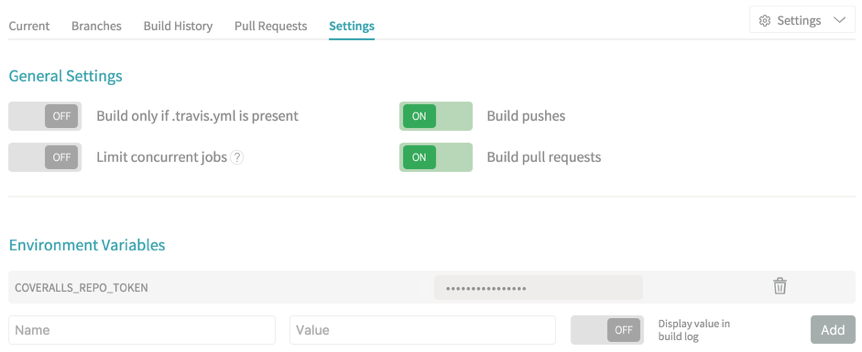 Current Branches Build History Pull Requests Settings Settings
General Settings
OFF Build only if .travis.yml is present ON Build pushes
OFF Limit concurrent jobs ? ON Build pull requests
Environment Variables
COVERALLS_REPO_TOKEN ••••••••••••••••
Name Value OFF Display value in
build log Add